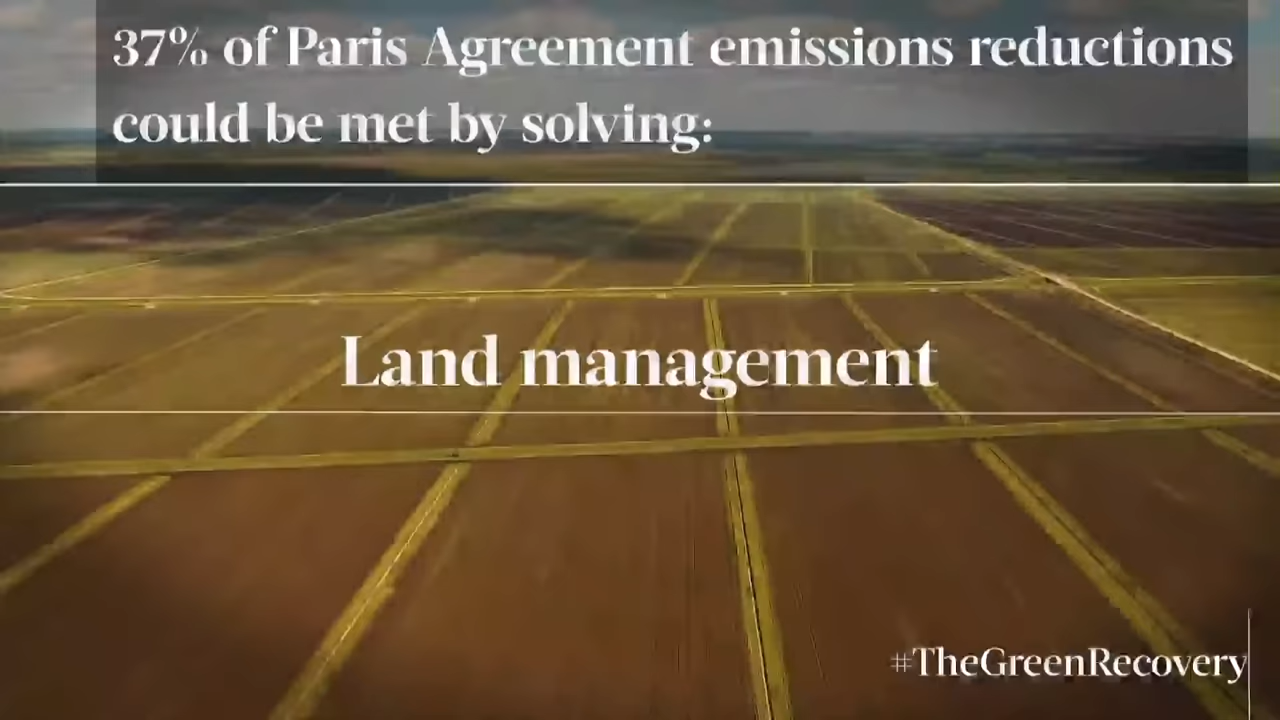 37% of Paris Agreement emissions reductions
could be met by solving:
Land management
#TheGreenRecovery